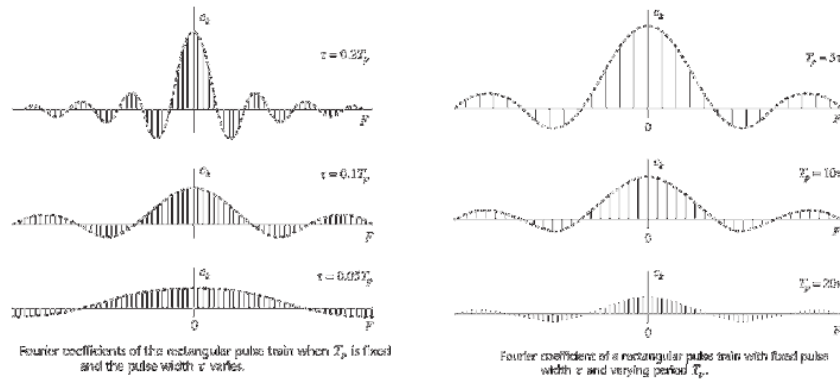 c_k
τ = 0.2T_p
F
c_k
τ = 0.1T_p
F
0
c_k
τ = 0.05T_p
F
0
Fourier coefficients of the rectangular pulse train when T_p is fixed
and the pulse width τ varies.
c_k
T_p = 5τ
F
0
c_k
T_p = 10τ
F
0
c_k
T_p = 20τ
F
0
Fourier coefficient of a rectangular pulse train with fixed pulse
width τ and varying period T_p.